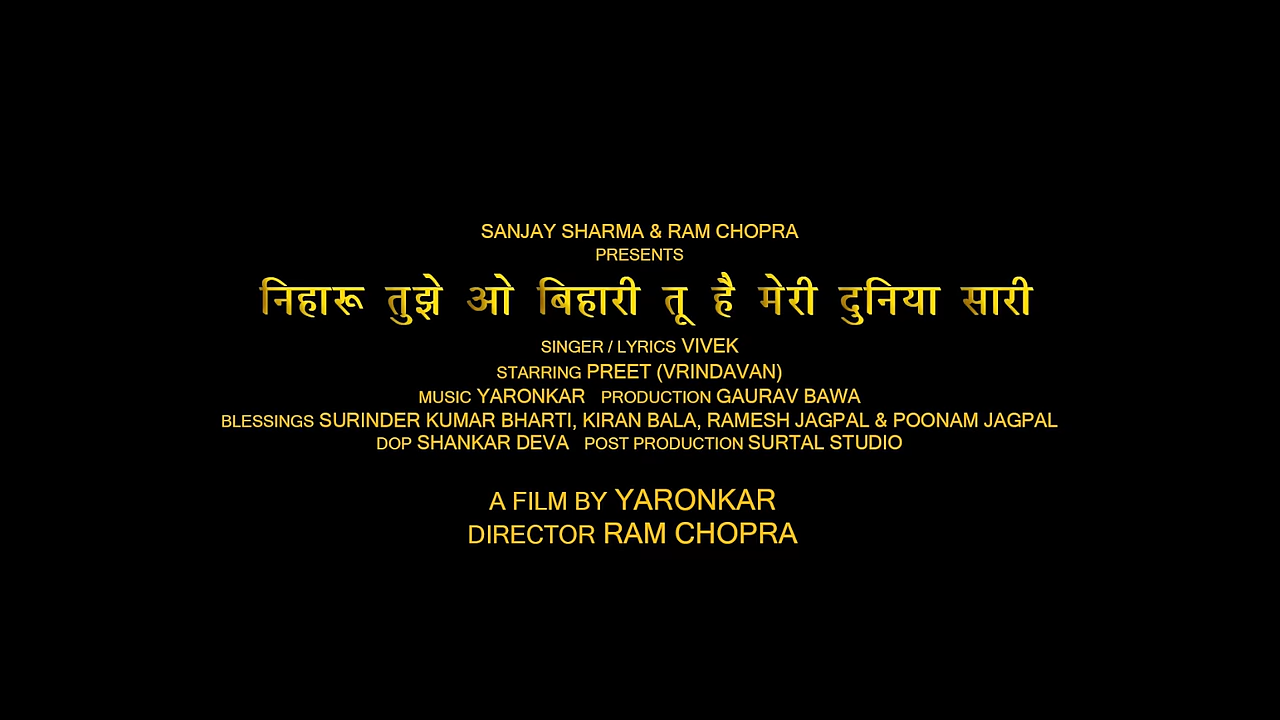 SANJAY SHARMA & RAM CHOPRA
PRESENTS
निहारू तुझे ओ बिहारी तू है मेरी दुनिया सारी
SINGER / LYRICS VIVEK
STARRING PREET (VRINDAVAN)
MUSIC YARONKAR PRODUCTION GAURAV BAWA
BLESSINGS SURINDER KUMAR BHARTI, KIRAN BALA, RAMESH JAGPAL & POONAM JAGPAL
DOP SHANKAR DEVA POST PRODUCTION SURTAL STUDIO
A FILM BY YARONKAR
DIRECTOR RAM CHOPRA